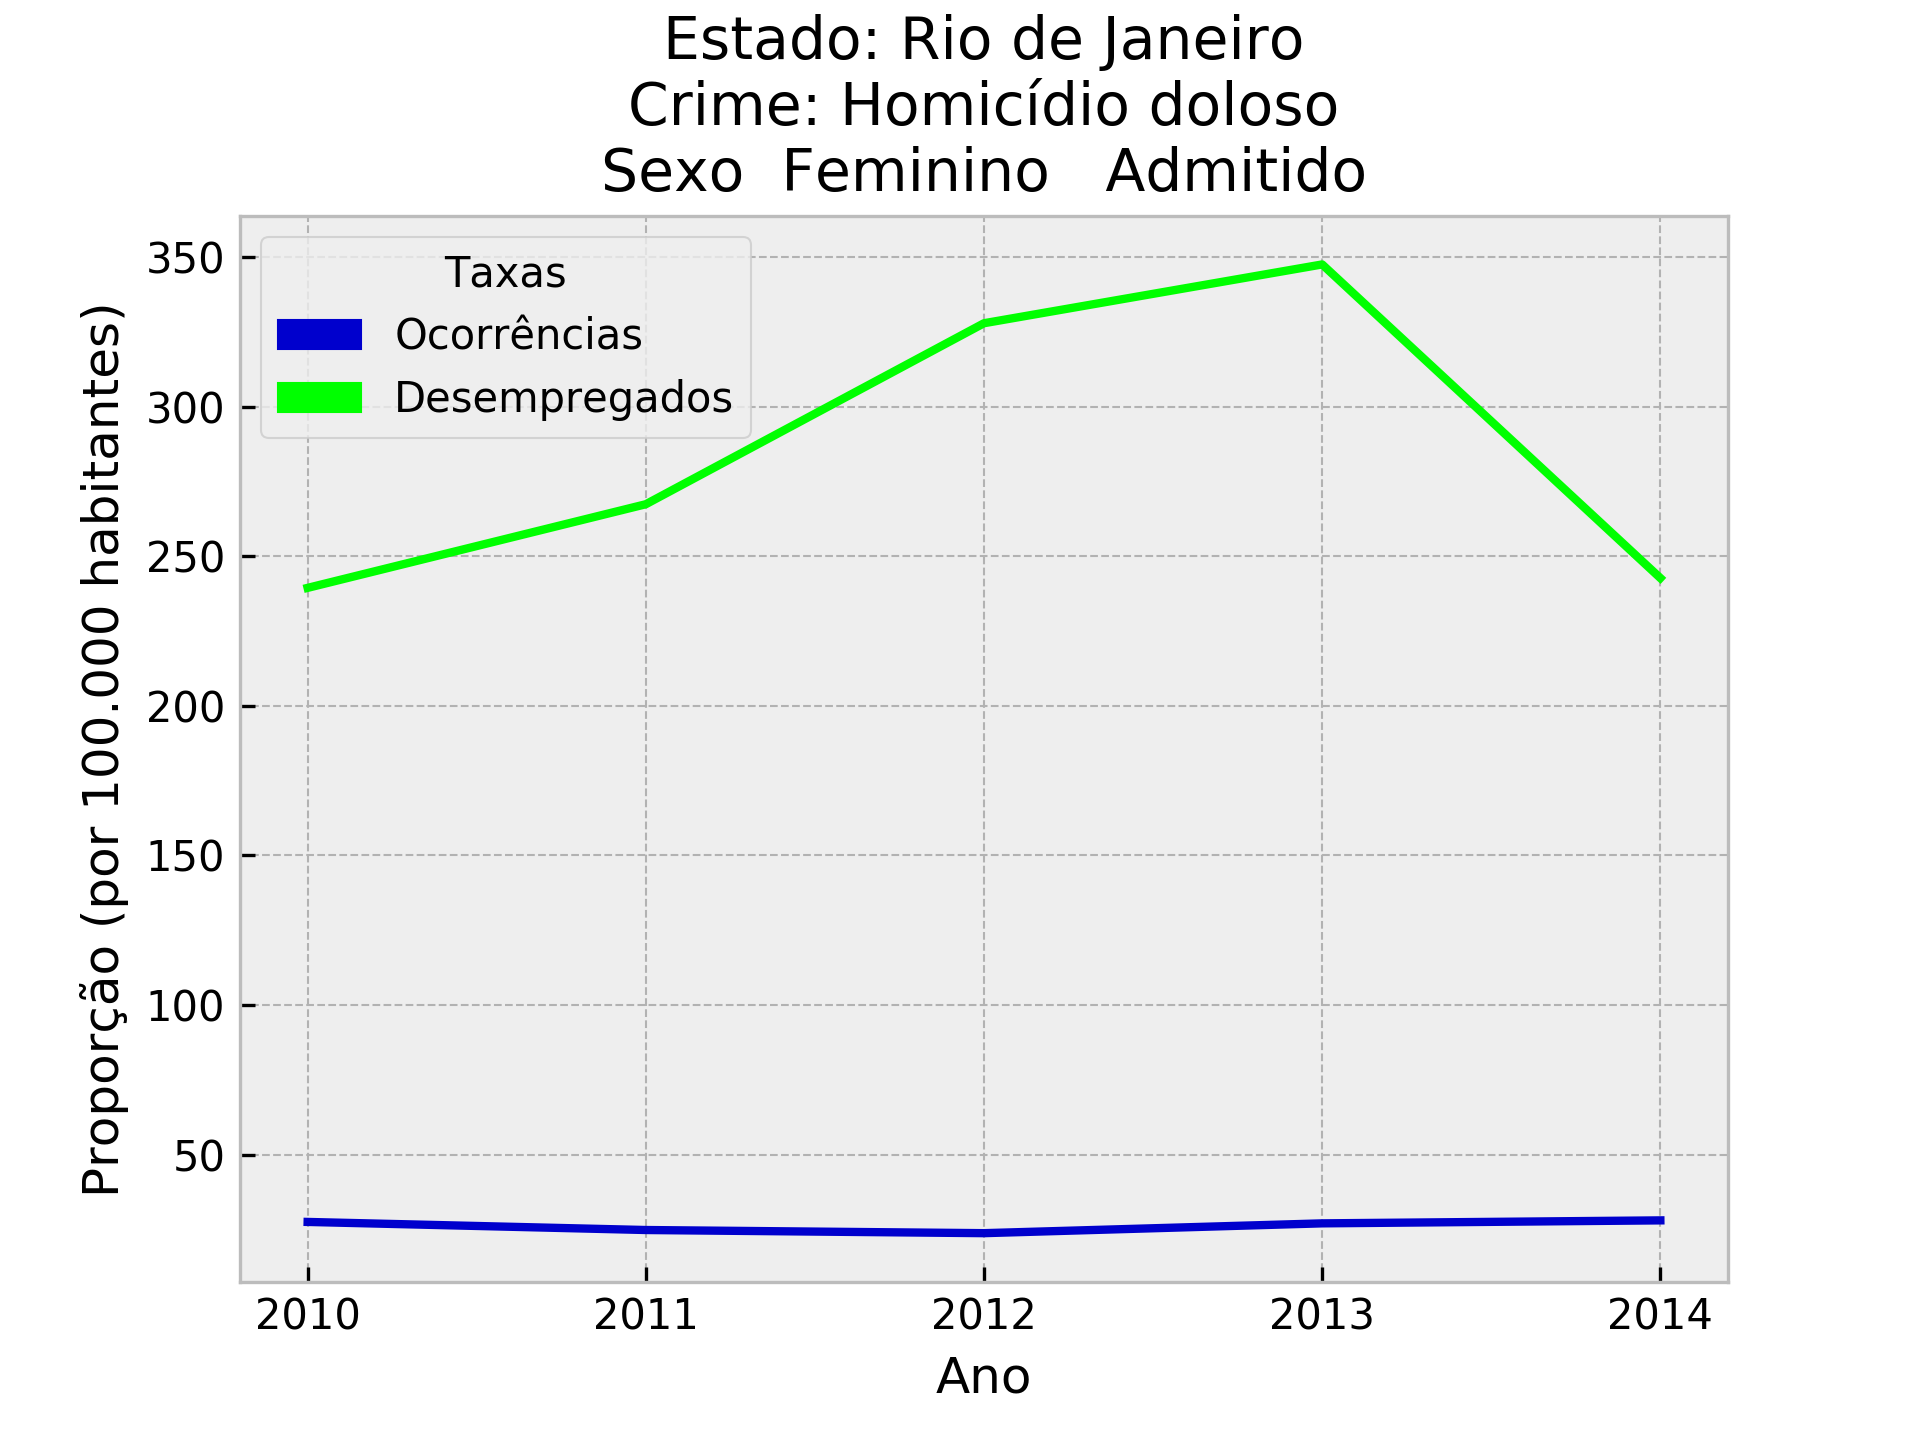 Estado: Rio de Janeiro
Crime: Homicídio doloso
Sexo  Feminino   Admitido
Taxas
Ocorrências
Desempregados
Proporção (por 100.000 habitantes)
350
300
250
200
150
100
50
2010 2011 2012 2013 2014
Ano